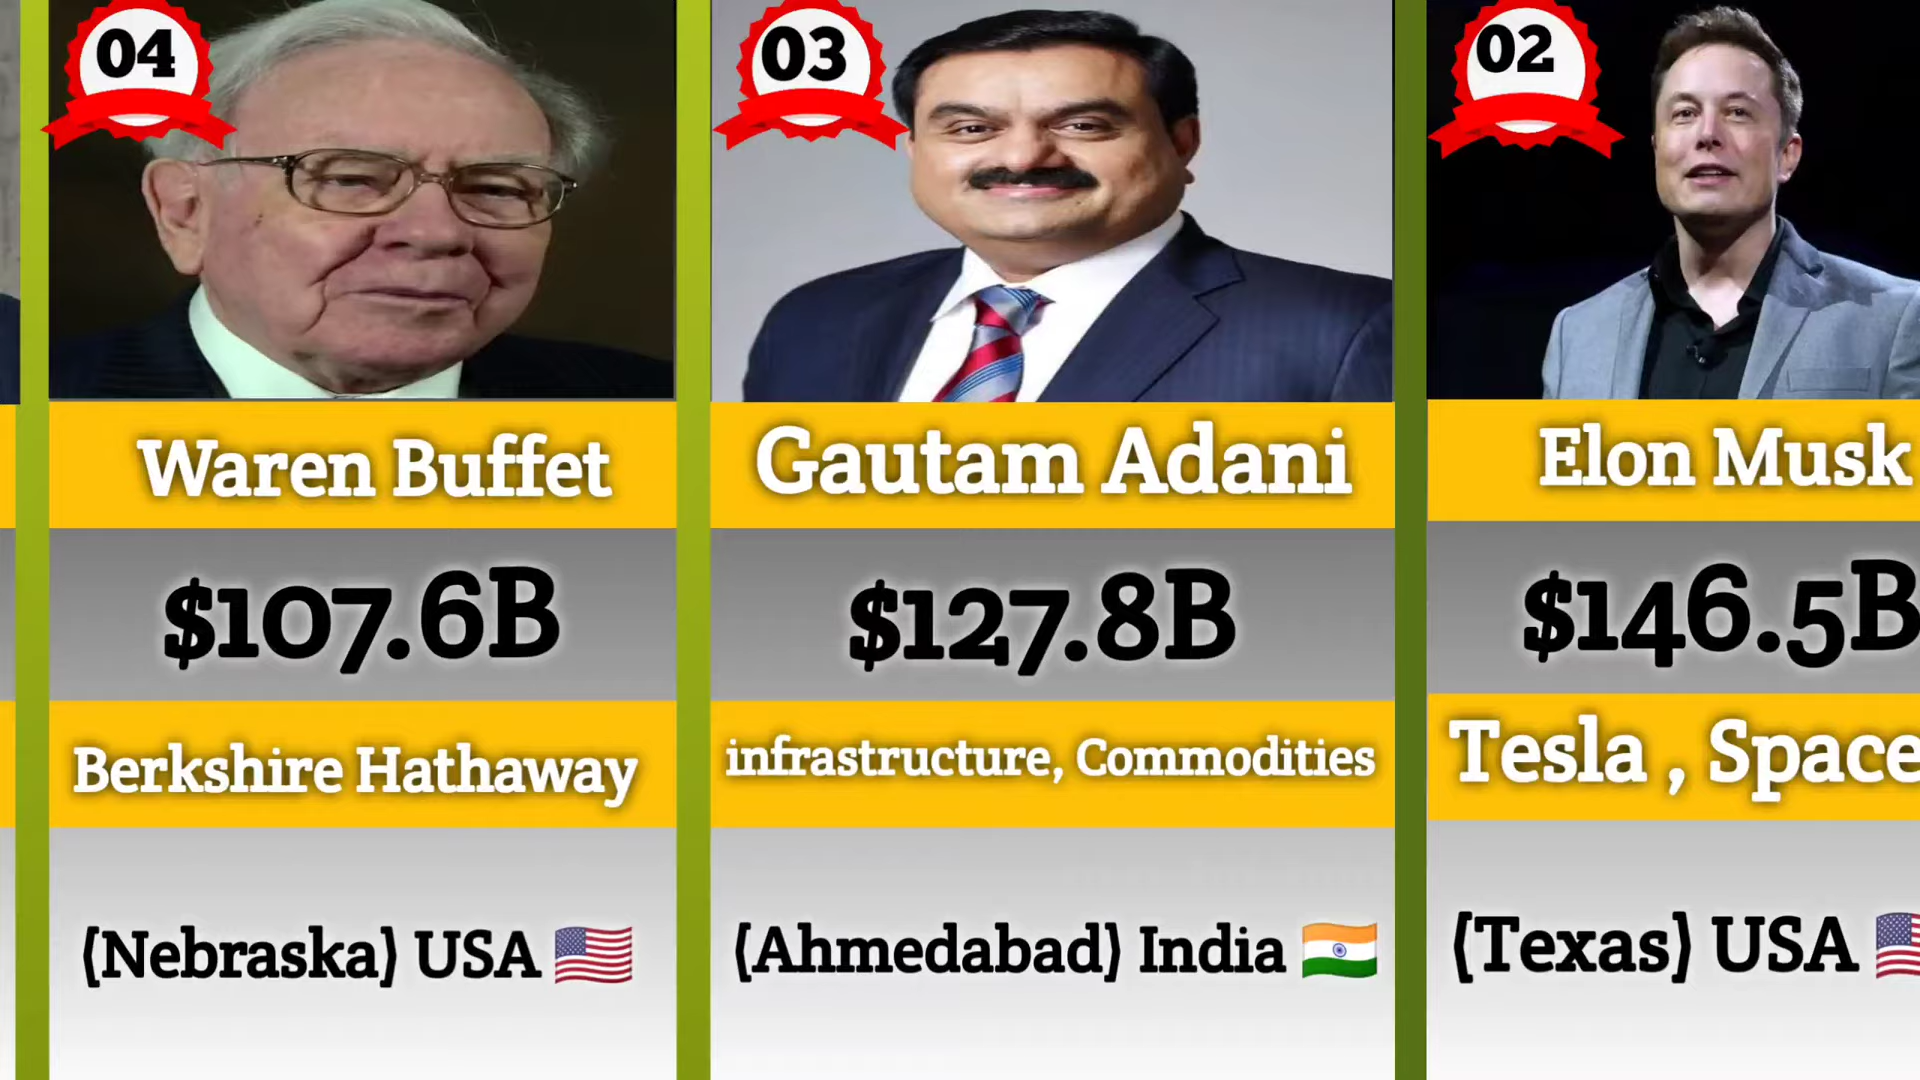 04
Waren Buffet
$107.6B
Berkshire Hathaway
(Nebraska) USA
03
Gautam Adani
$127.8B
infrastructure, Commodities
(Ahmedabad) India
02
Elon Musk
$146.5B
Tesla , Space
(Texas) USA